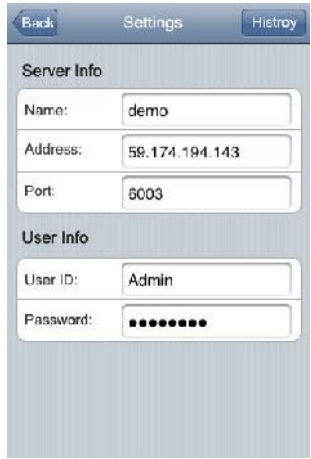 Back Settings Histroy
Server Info
Name: demo
Address: 59.174.194.143
Port: 6003
User Info
User ID: Admin
Password: ●●●●●●●●